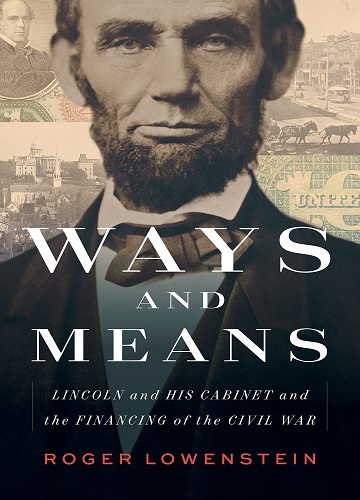 WAYS
AND
MEANS
LINCOLN and HIS CABINET and
the FINANCING of the CIVIL WAR
ROGER LOWENSTEIN